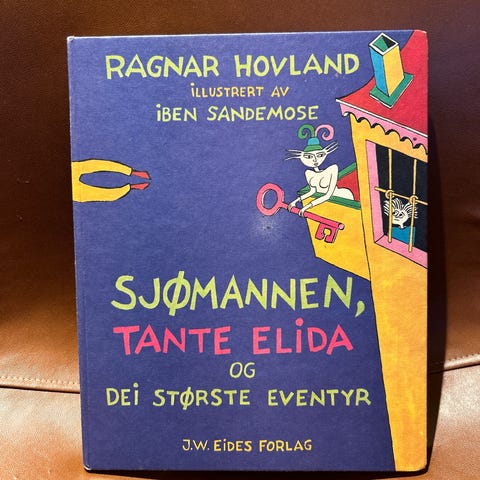 RAGNAR HOVLAND
iLLUSTRERT AV
iBEN SANDEMOSE
SJØMANNEN,
TANTE ELiDA
OG
DEi STØRSTE EVENTYR
J.W. EiDES FORLAG